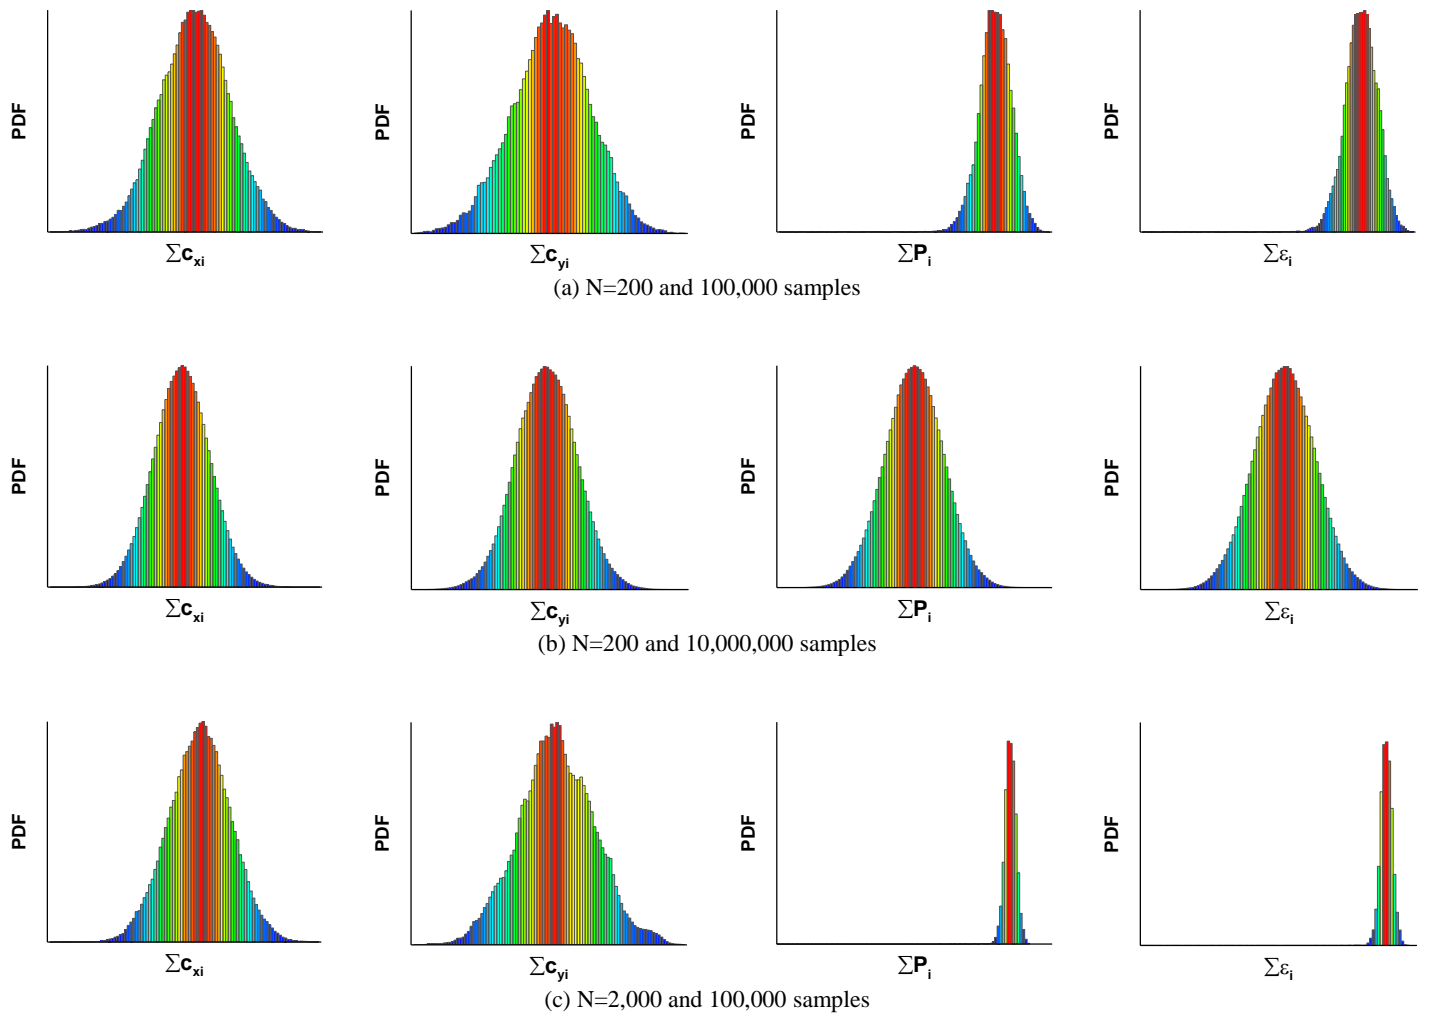 PDF PDF PDF PDF
∑c_xi ∑c_yi ∑P_i ∑ε_i
(a) N=200 and 100,000 samples
PDF PDF PDF PDF
∑c_xi ∑c_yi ∑P_i ∑ε_i
(b) N=200 and 10,000,000 samples
PDF PDF PDF PDF
∑c_xi ∑c_yi ∑P_i ∑ε_i
(c) N=2,000 and 100,000 samples